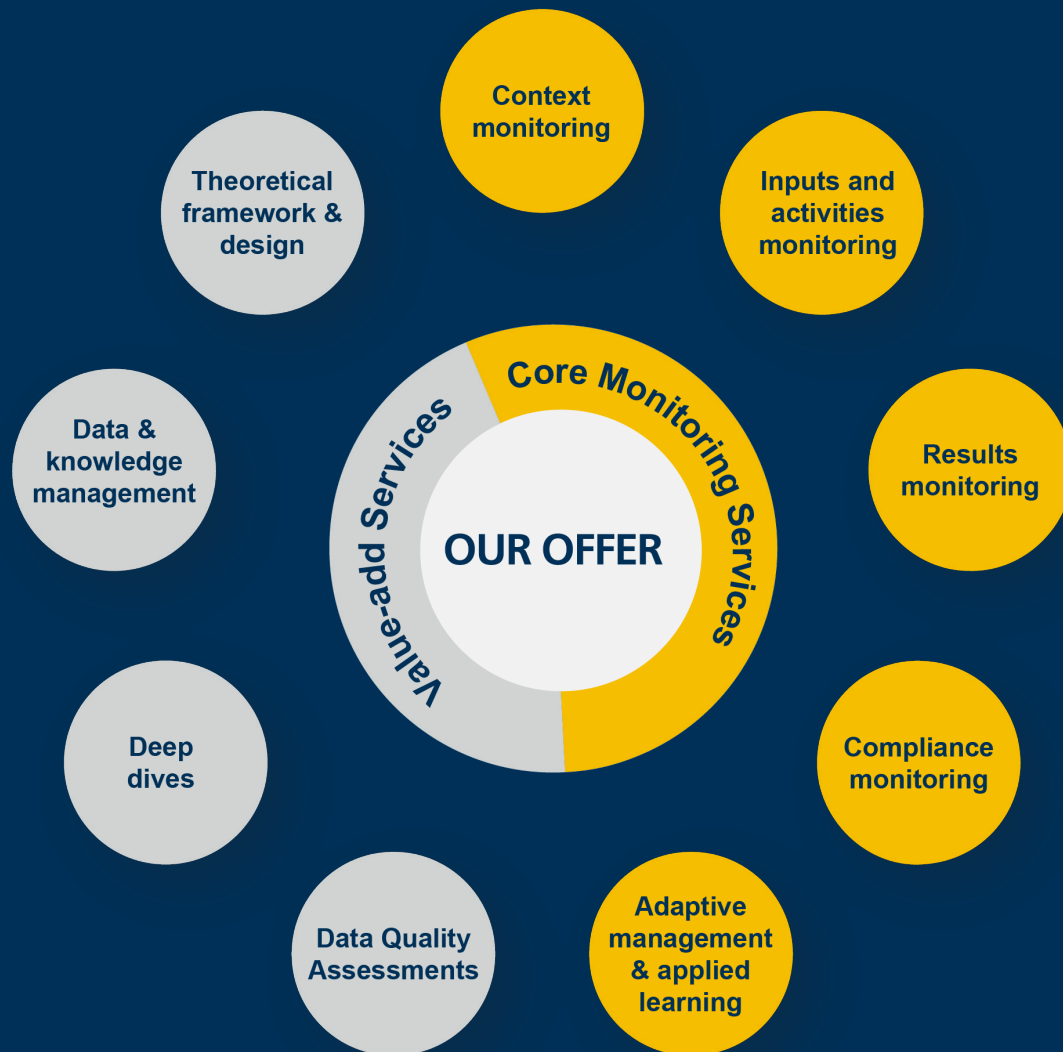 Context
monitoring
Inputs and
activities
monitoring
Results
monitoring
Compliance
monitoring
Adaptive
management
& applied
learning
Data Quality
Assessments
Deep
dives
Data &
knowledge
management
Theoretical
framework &
design
Core Monitoring Services
Value-add Services
OUR OFFER